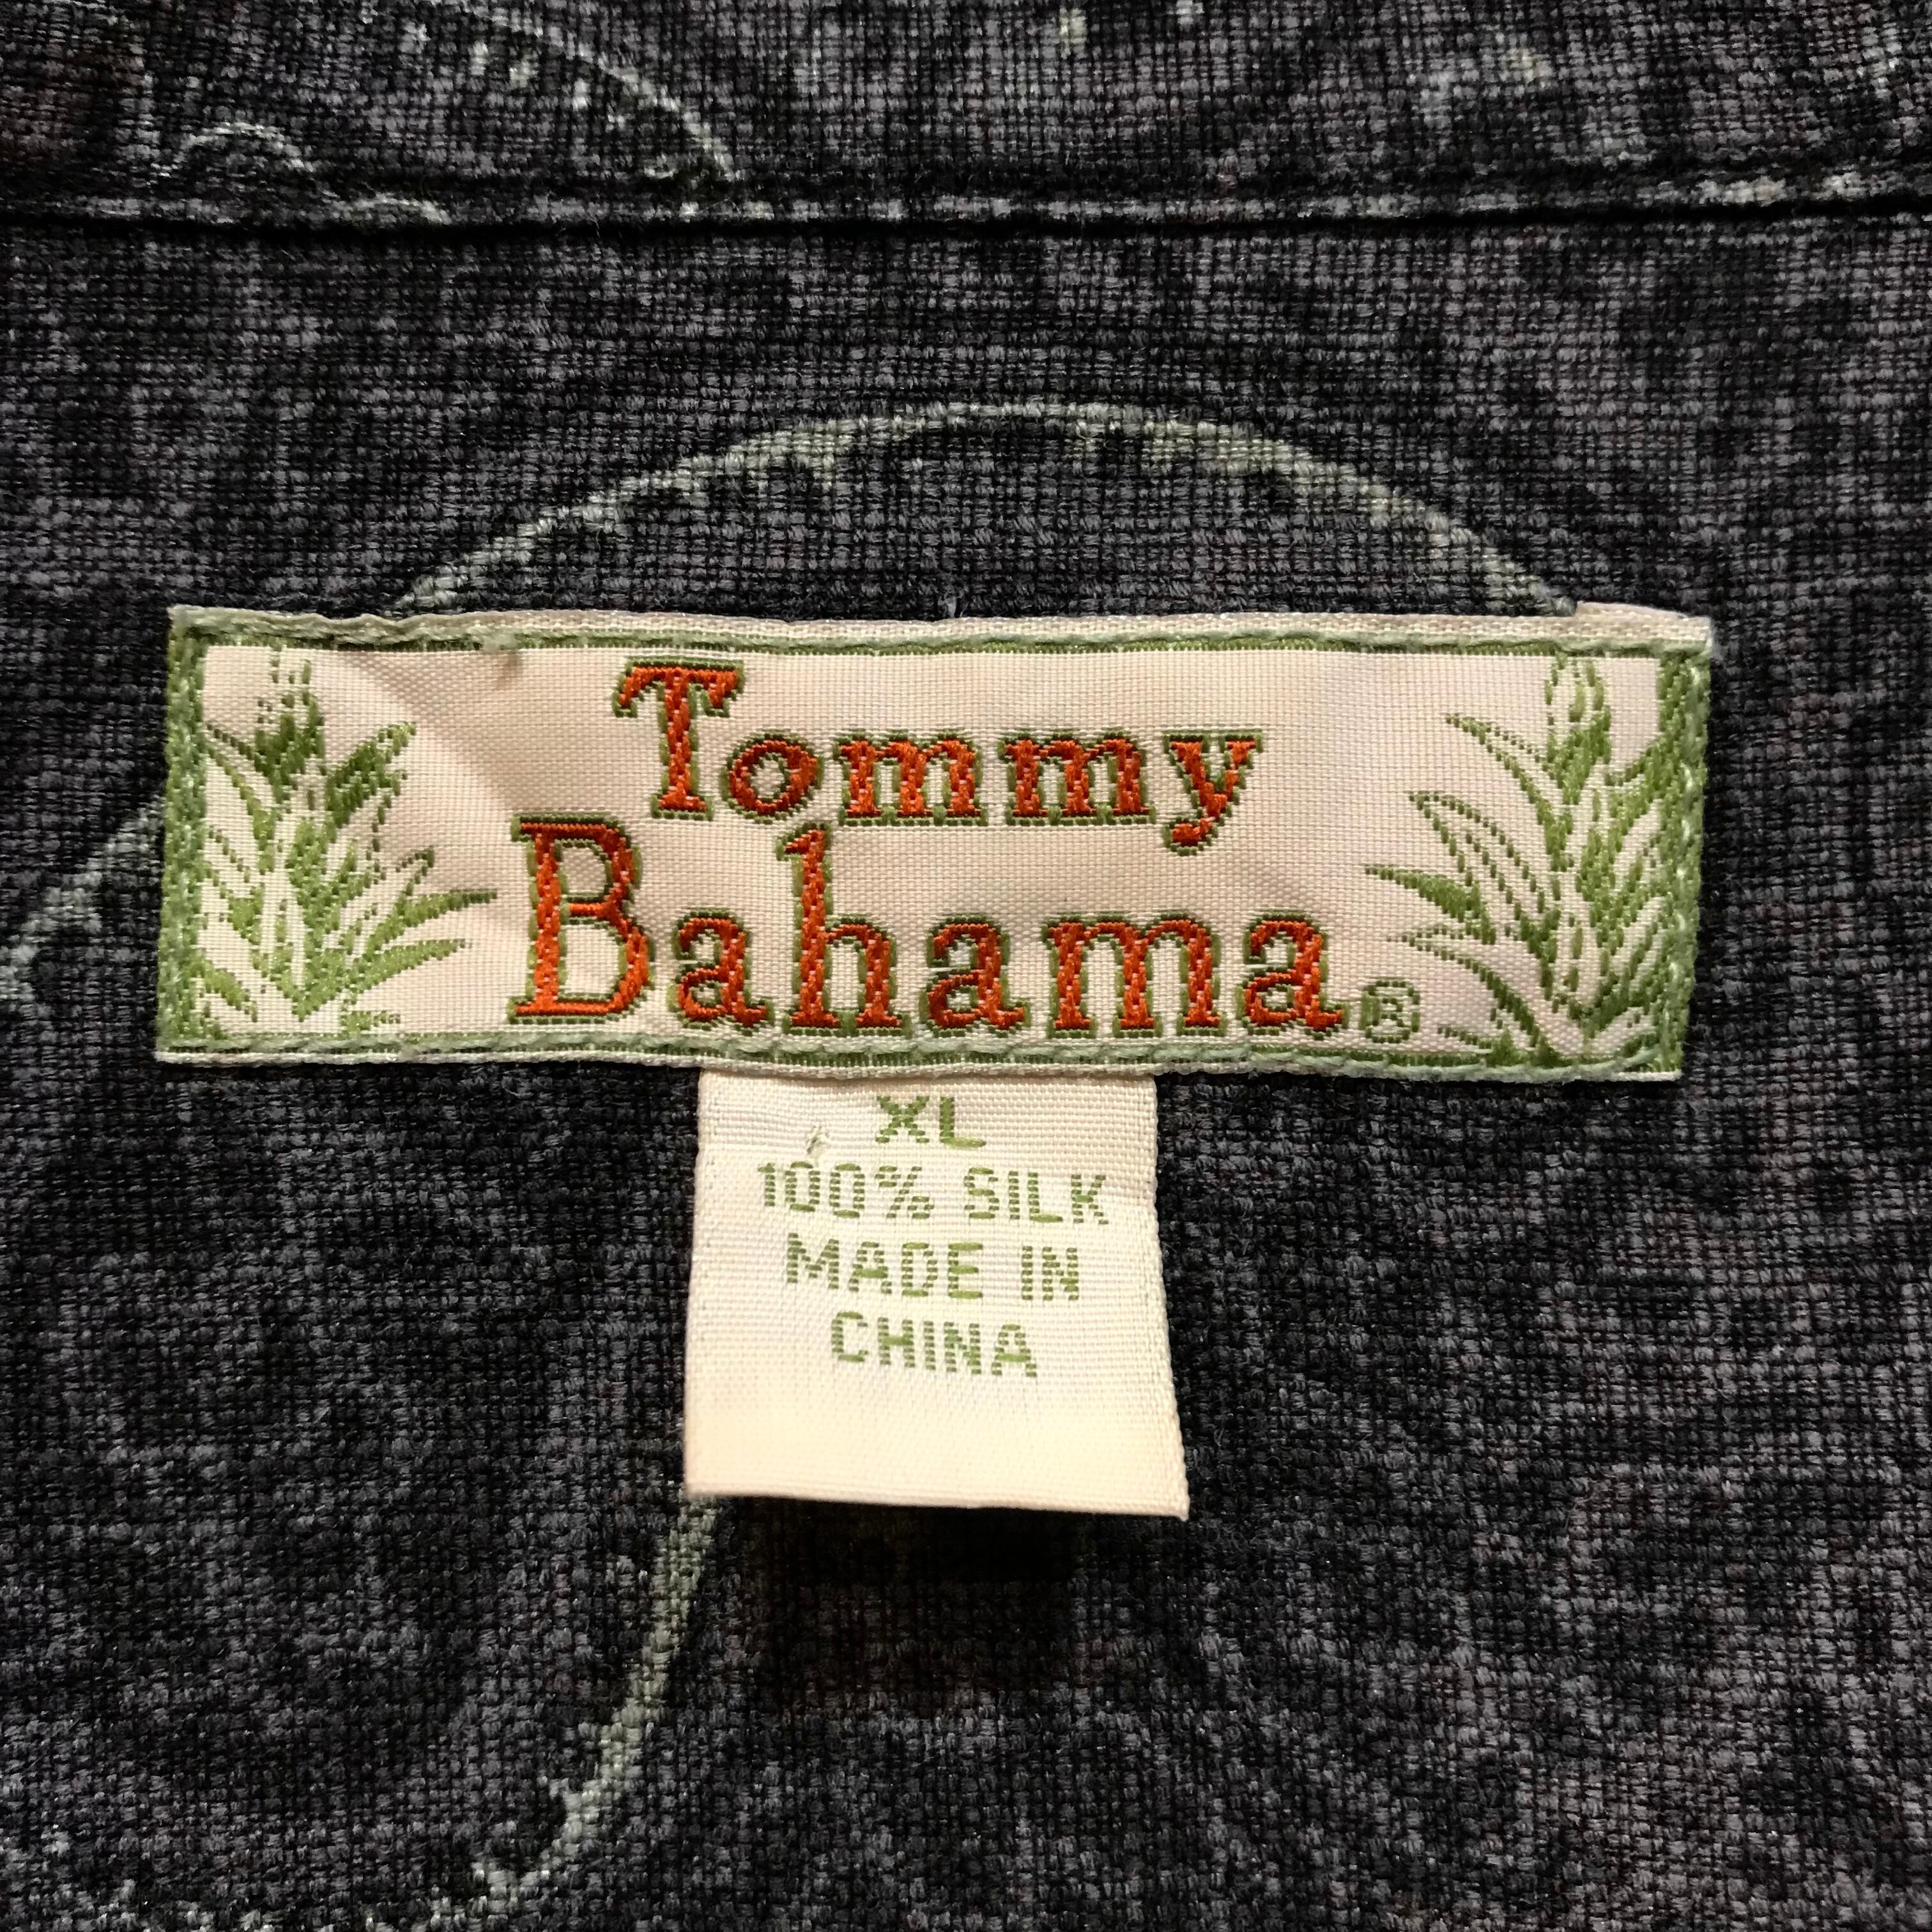 Tommy
Bahama®
XL
100% SILK
MADE IN
CHINA